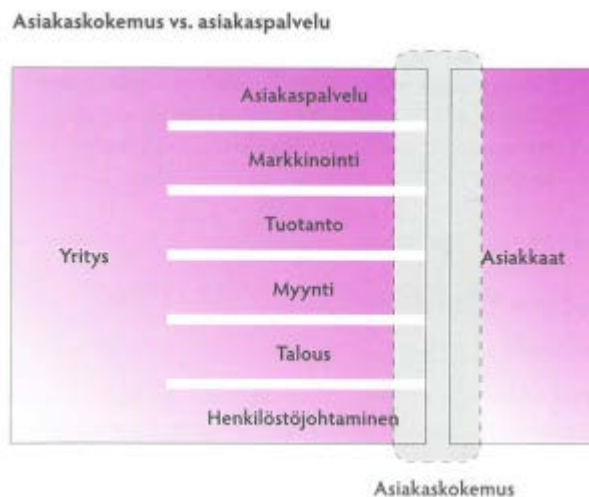 Asiakaskokemus vs. asiakaspalvelu
Asiakaspalvelu
Markkinointi
Tuotanto
Yritys
Asiakkaat
Myynti
Talous
Henkilöstöjohtaminen
Asiakaskokemus